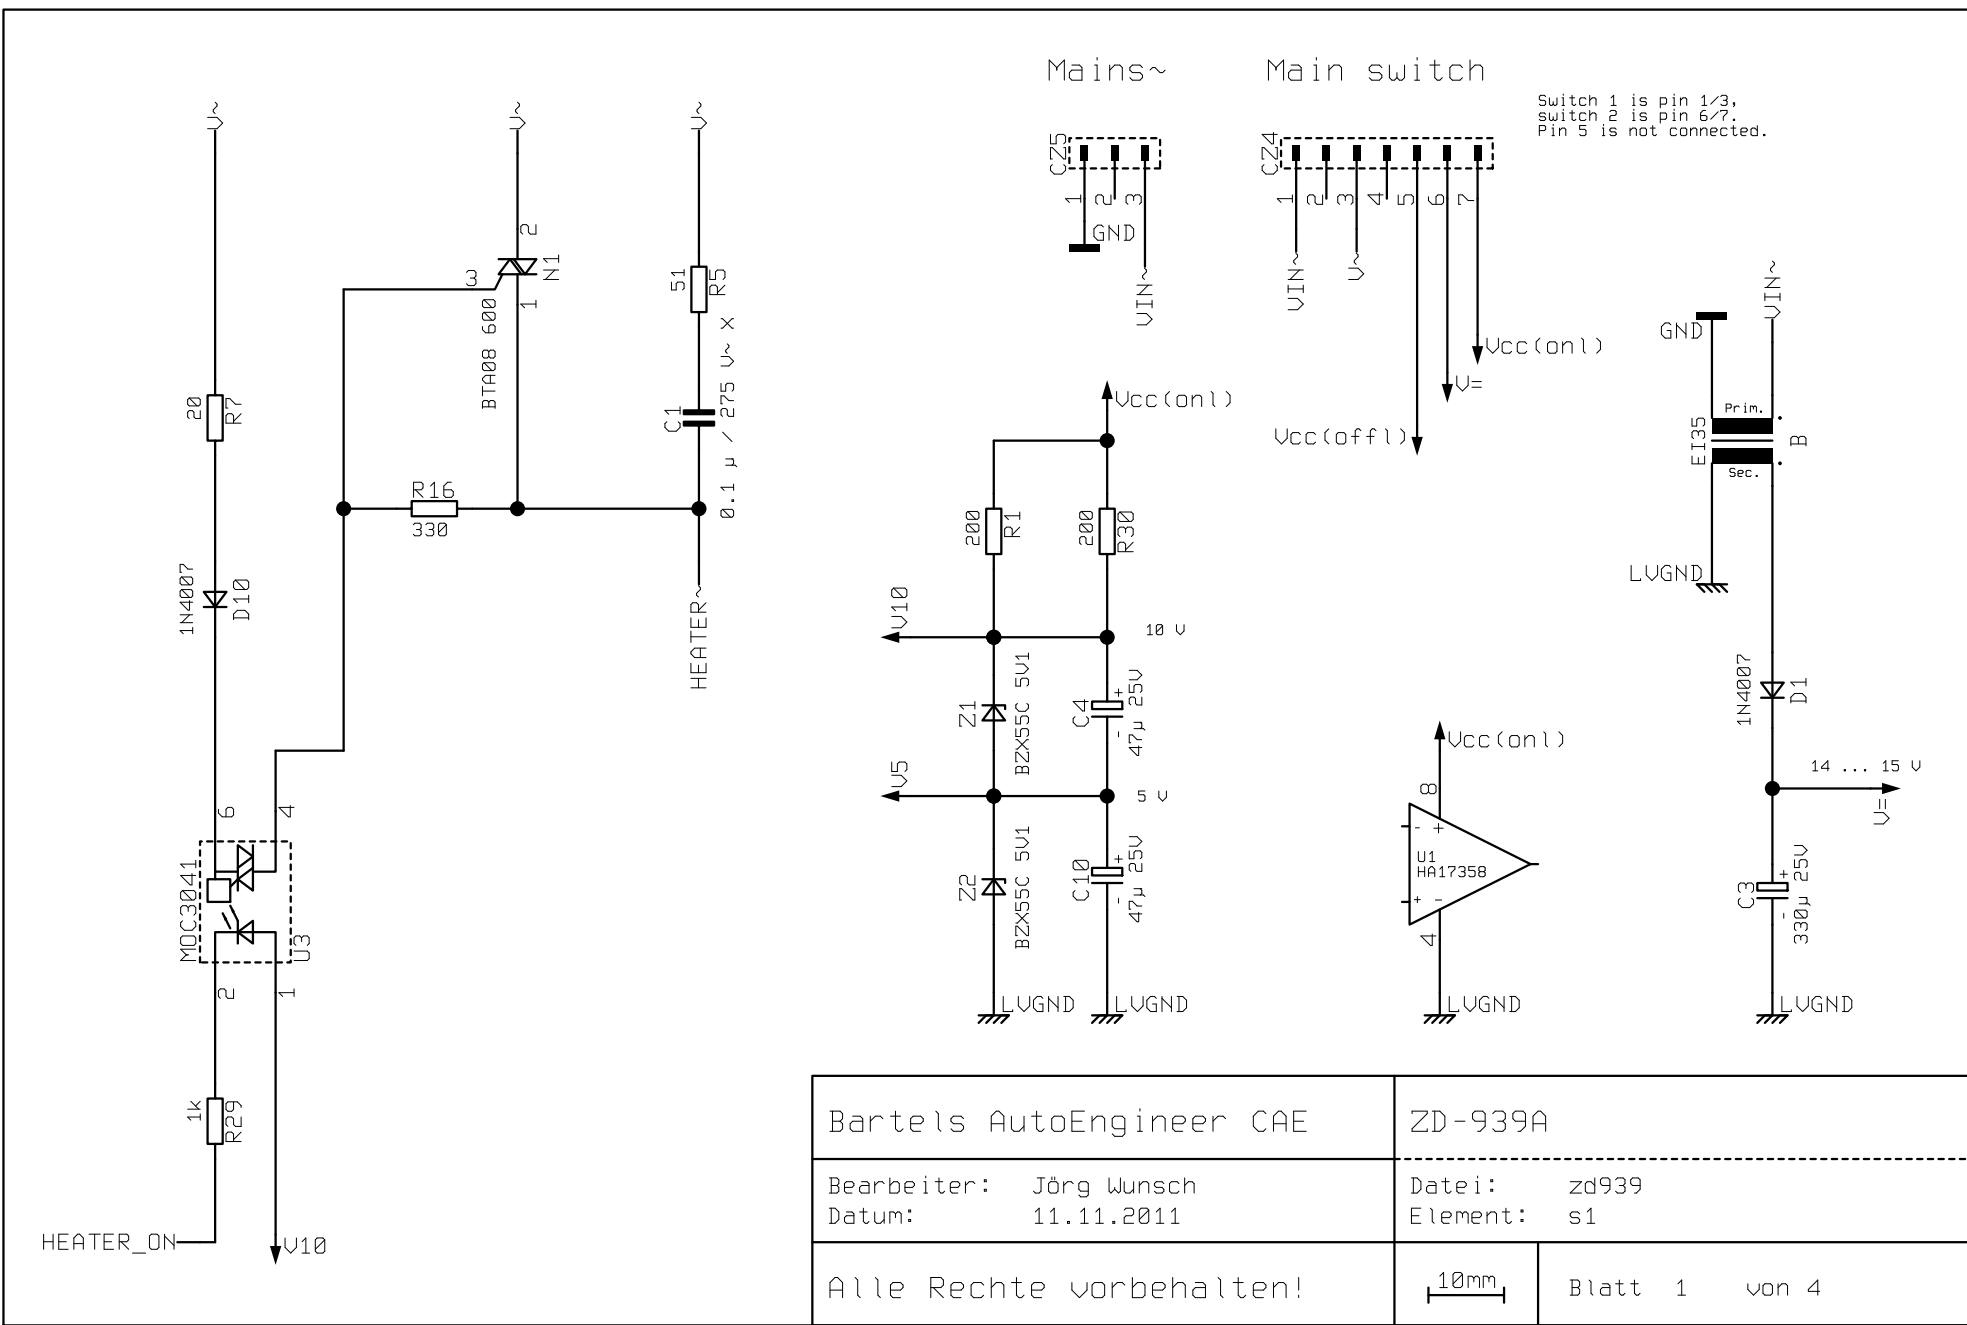 Mains~
Main switch
Switch 1 is pin 1/3,
switch 2 is pin 6/7.
Pin 5 is not connected.
V~
V~
V~
CZ5
1
2
3
GND
VIN~
CZ4
1
2
3
4
5
6
7
VIN~
V~
Vcc(onl)
V=
Vcc(offl)
2
N1
3
1
BTA08 600
51
R5
C1
0.1 µ / 275 V~ X
20
R7
R16
330
HEATER~
1N4007
D10
6
4
MOC3041
U3
2
1
1k
R29
HEATER_ON
V10
Vcc(onl)
200
R1
200
R30
V10
10 V
Z1
BZX55C 5V1
C4
+
-
47µ 25V
V5
5 V
Z2
BZX55C 5V1
C10
+
-
47µ 25V
LVGND
LVGND
Vcc(onl)
8
- +
U1
HA17358
+ -
4
LVGND
VIN~
GND
Prim.
EI35
B
Sec.
LVGND
1N4007
D1
14 ... 15 V
V=
C3
+
-
330µ 25V
LVGND
Bartels AutoEngineer CAE
ZD-939A
Bearbeiter: Jörg Wunsch
Datum: 11.11.2011
Datei: zd939
Element: s1
Alle Rechte vorbehalten!
10mm
Blatt 1 von 4